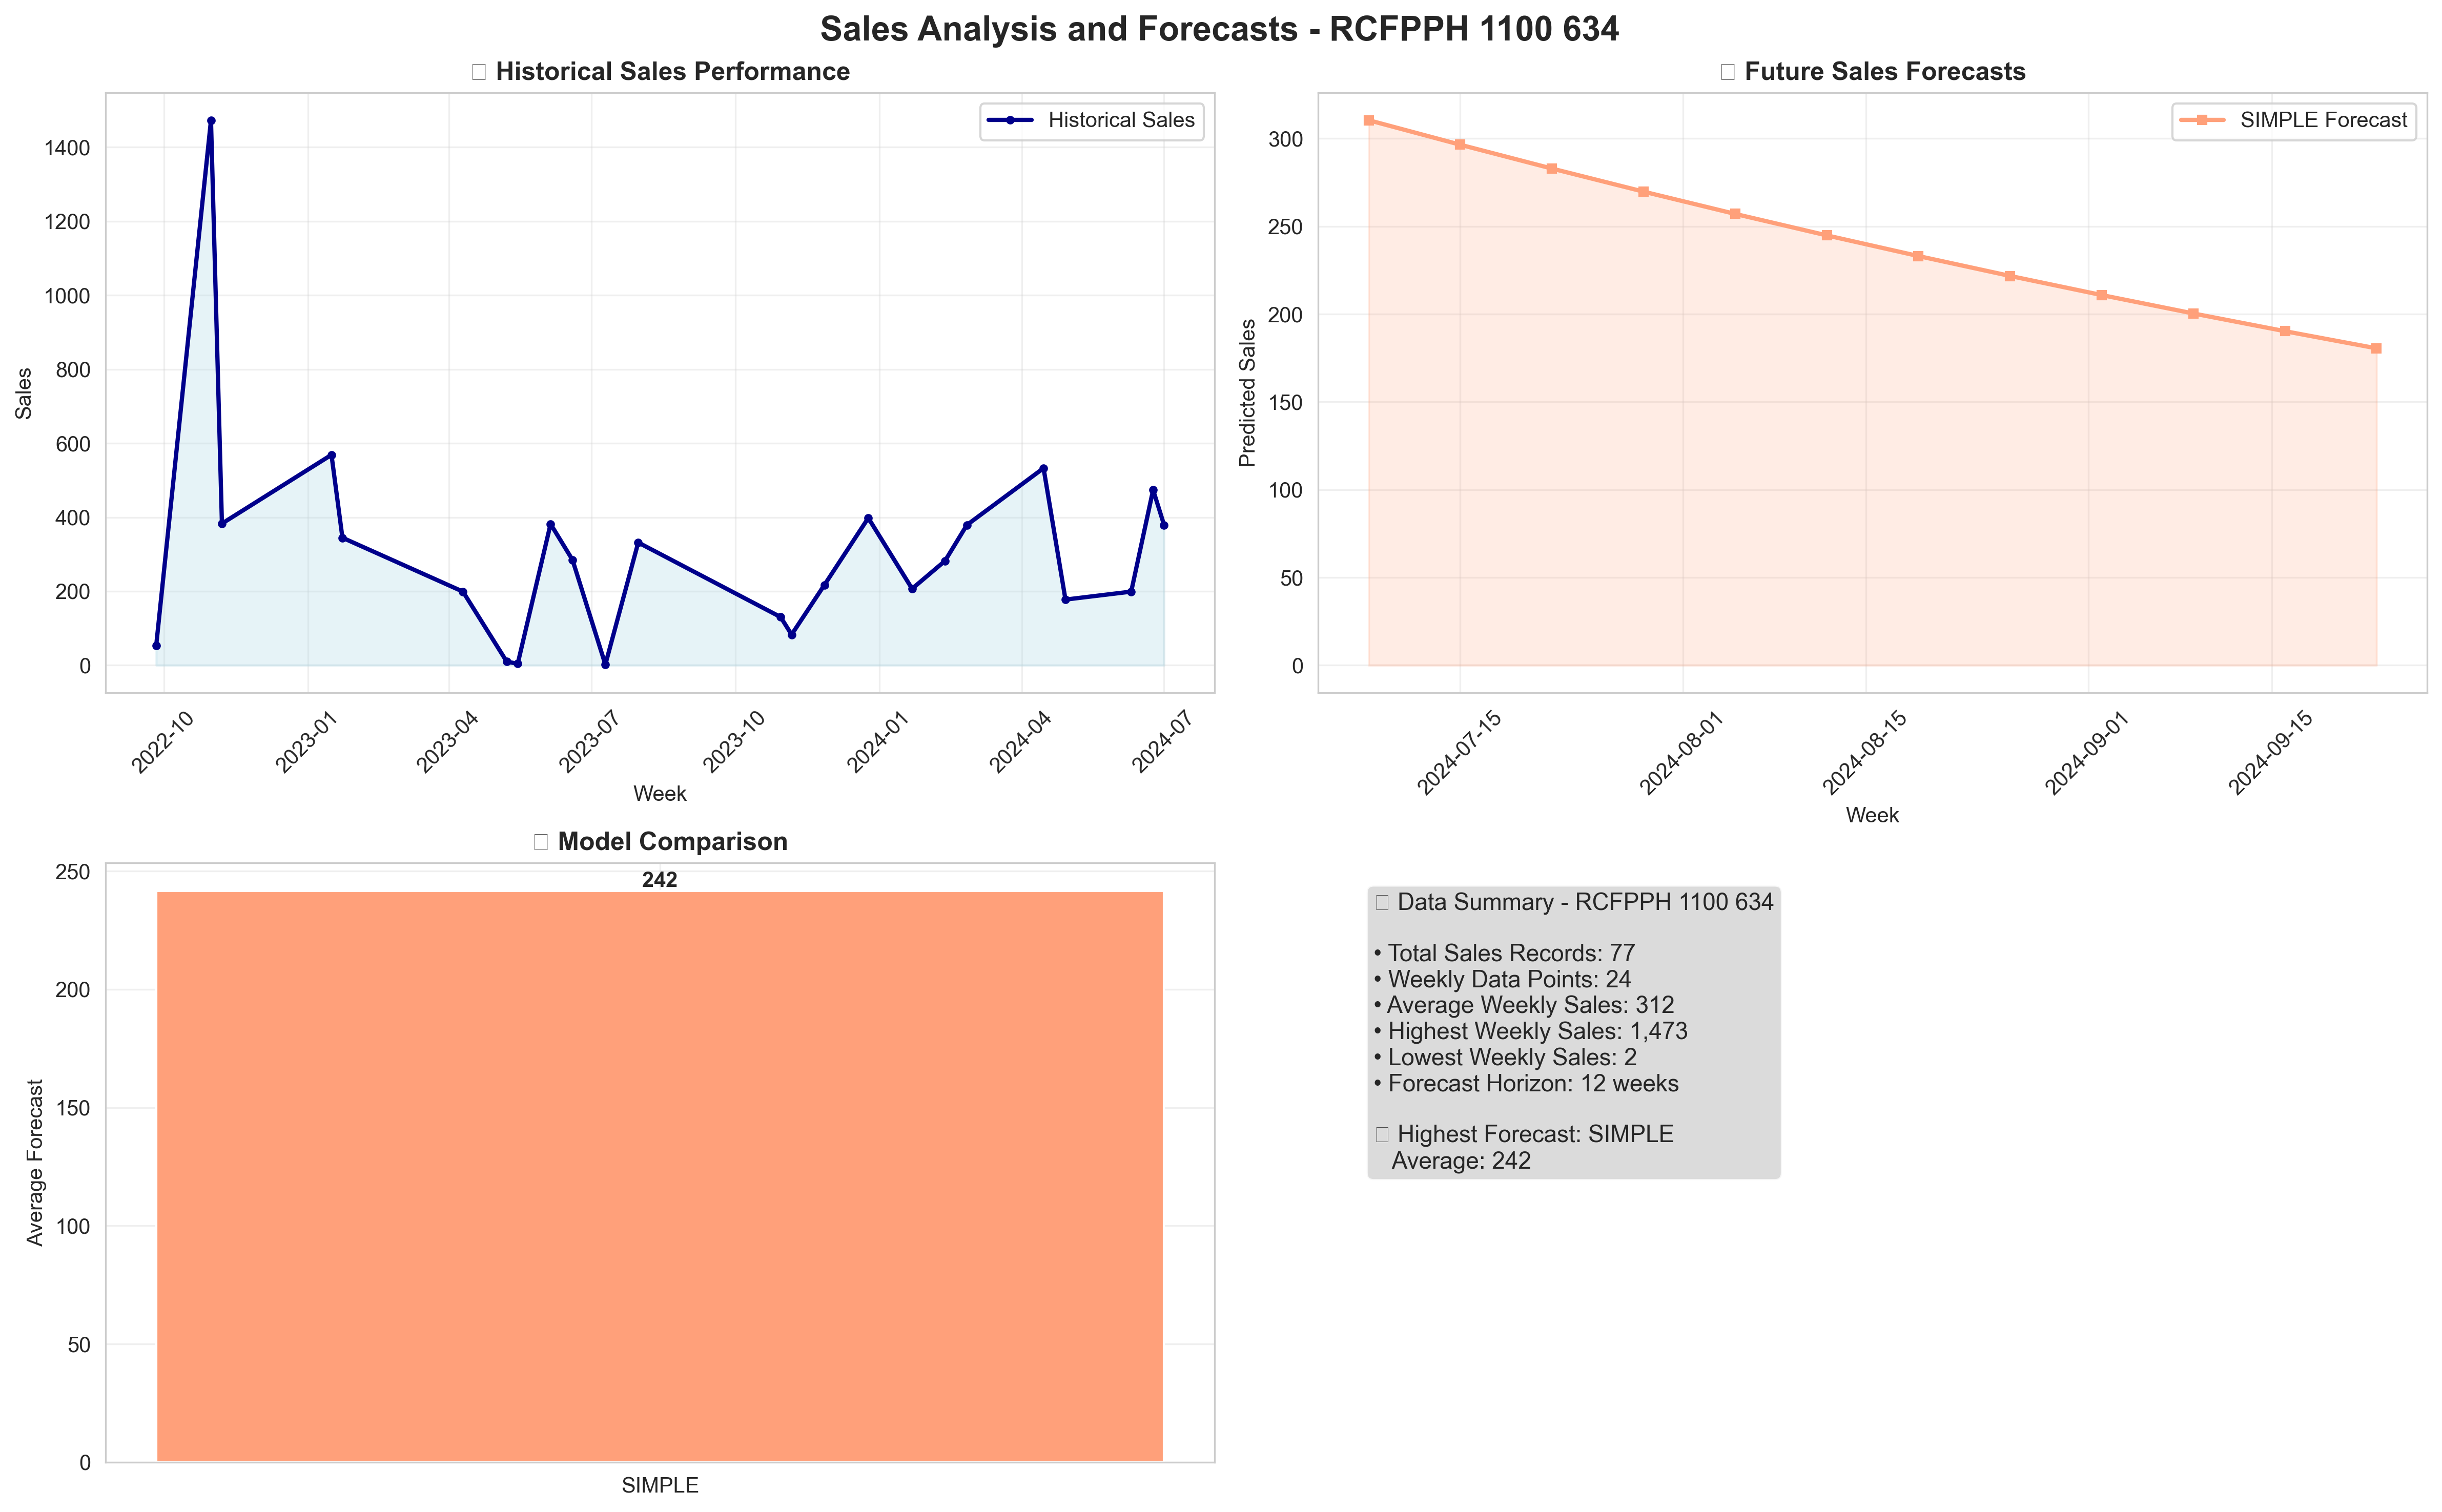 Sales Analysis and Forecasts - RCFPPH 1100 634
Historical Sales Performance
Historical Sales
Sales
1400
1200
1000
800
600
400
200
0
2022-10
2023-01
2023-04
2023-07
2023-10
2024-01
2024-04
2024-07
Week
Future Sales Forecasts
SIMPLE Forecast
Predicted Sales
300
250
200
150
100
50
0
2024-07-15
2024-08-01
2024-08-15
2024-09-01
2024-09-15
Week
Model Comparison
242
Average Forecast
250
200
150
100
50
0
SIMPLE
Data Summary - RCFPPH 1100 634
• Total Sales Records: 77
• Weekly Data Points: 24
• Average Weekly Sales: 312
• Highest Weekly Sales: 1,473
• Lowest Weekly Sales: 2
• Forecast Horizon: 12 weeks
Highest Forecast: SIMPLE
Average: 242